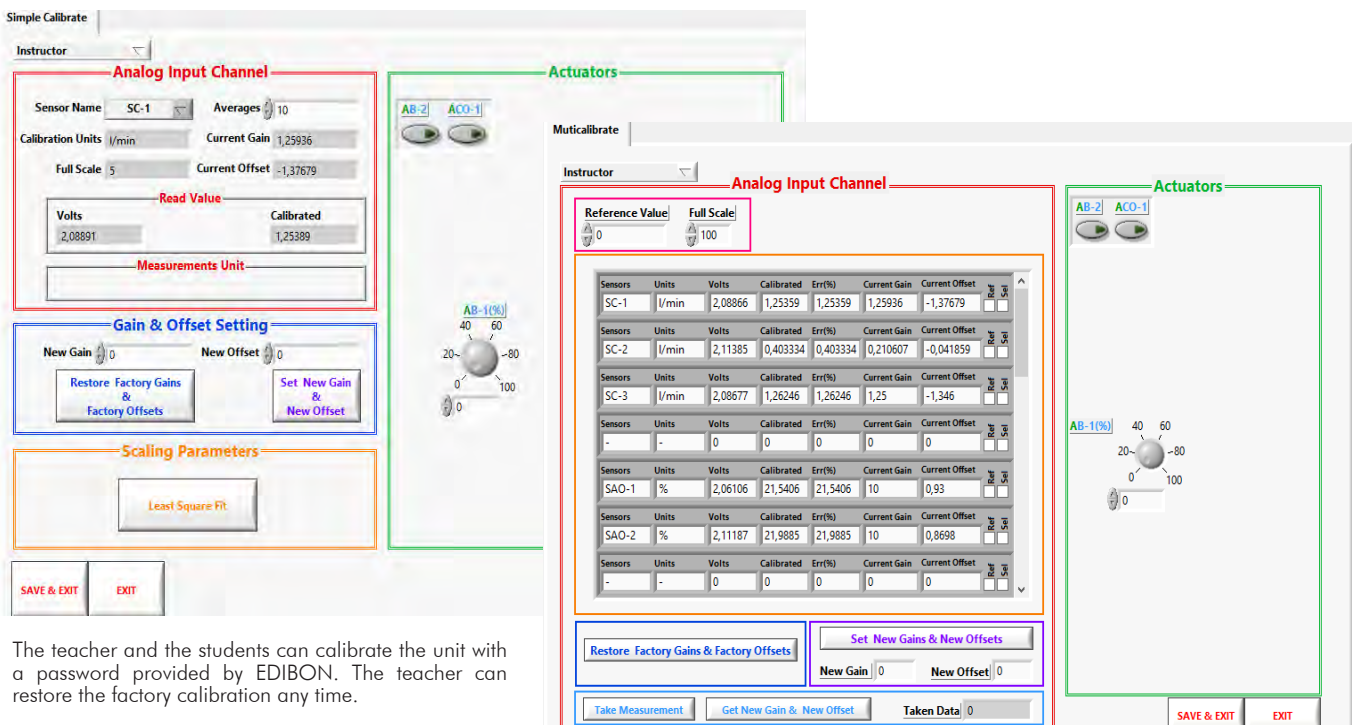 Simple Calibrate
Instructor
Analog Input Channel
Sensor Name SC-1 Averages 10
Calibration Units l/min Current Gain 1,25936
Full Scale 5 Current Offset -1,37679
Read Value
Volts Calibrated
2,08891 1,25389
Measurements Unit
Gain & Offset Setting
New Gain 0 New Offset 0
Restore Factory Gains
&
Factory Offsets
Set New Gain
&
New Offset
Scaling Parameters
Least Square Fit
SAVE & EXIT EXIT
Actuators
AB-2 ACO-1
AB-1(%)
40 60
20 80
0 100
0
The teacher and the students can calibrate the unit with
a password provided by EDIBON. The teacher can
restore the factory calibration any time.
Muticalibrate
Instructor
Analog Input Channel
Reference Value Full Scale
0 100
Sensors Units Volts Calibrated Err(%) Current Gain Current Offset Ref Sel
SC-1 l/min 2,08866 1,25359 1,25359 1,25936 -1,37679
Sensors Units Volts Calibrated Err(%) Current Gain Current Offset Ref Sel
SC-2 l/min 2,11385 0,403334 0,403334 0,210607 -0,041859
Sensors Units Volts Calibrated Err(%) Current Gain Current Offset Ref Sel
SC-3 l/min 2,08677 1,26246 1,26246 1,25 -1,346
Sensors Units Volts Calibrated Err(%) Current Gain Current Offset Ref Sel
- - 0 0 0 0 0
Sensors Units Volts Calibrated Err(%) Current Gain Current Offset Ref Sel
SAO-1 % 2,06106 21,5406 21,5406 10 0,93
Sensors Units Volts Calibrated Err(%) Current Gain Current Offset Ref Sel
SAO-2 % 2,11187 21,9885 21,9885 10 0,8698
Sensors Units Volts Calibrated Err(%) Current Gain Current Offset Ref Sel
- - 0 0 0 0 0
Restore Factory Gains & Factory Offsets
Set New Gains & New Offsets
New Gain 0 New Offset 0
Take Measurement Get New Gain & New Offset Taken Data 0
Actuators
AB-2 ACO-1
AB-1(%) 40 60
20 80
0 100
0
SAVE & EXIT EXIT